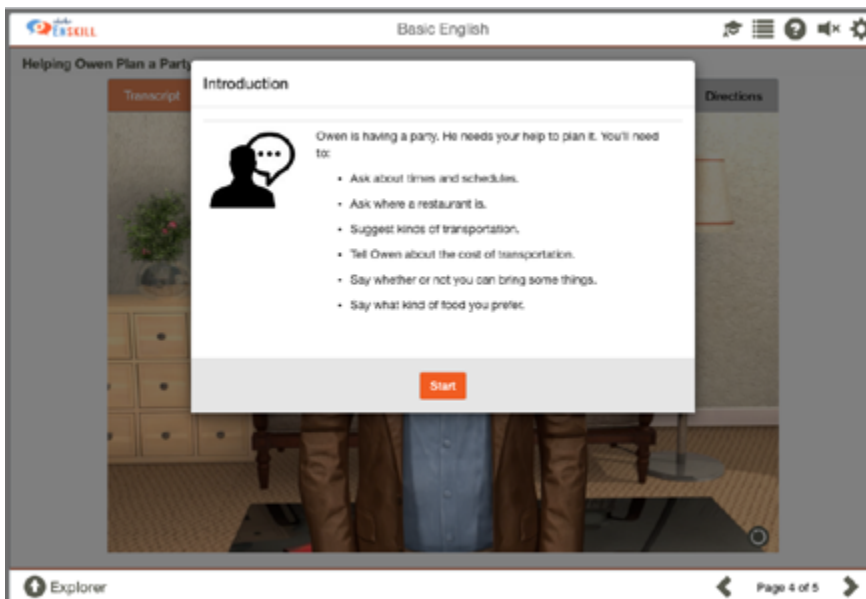 EnSKILL
Basic English
Helping Owen Plan a Party
Transcript
Directions
Introduction
Owen is having a party. He needs your help to plan it. You'll need
to:
• Ask about times and schedules.
• Ask where a restaurant is.
• Suggest kinds of transportation.
• Tell Owen about the cost of transportation.
• Say whether or not you can bring some things.
• Say what kind of food you prefer.
Start
Explorer
Page 4 of 5